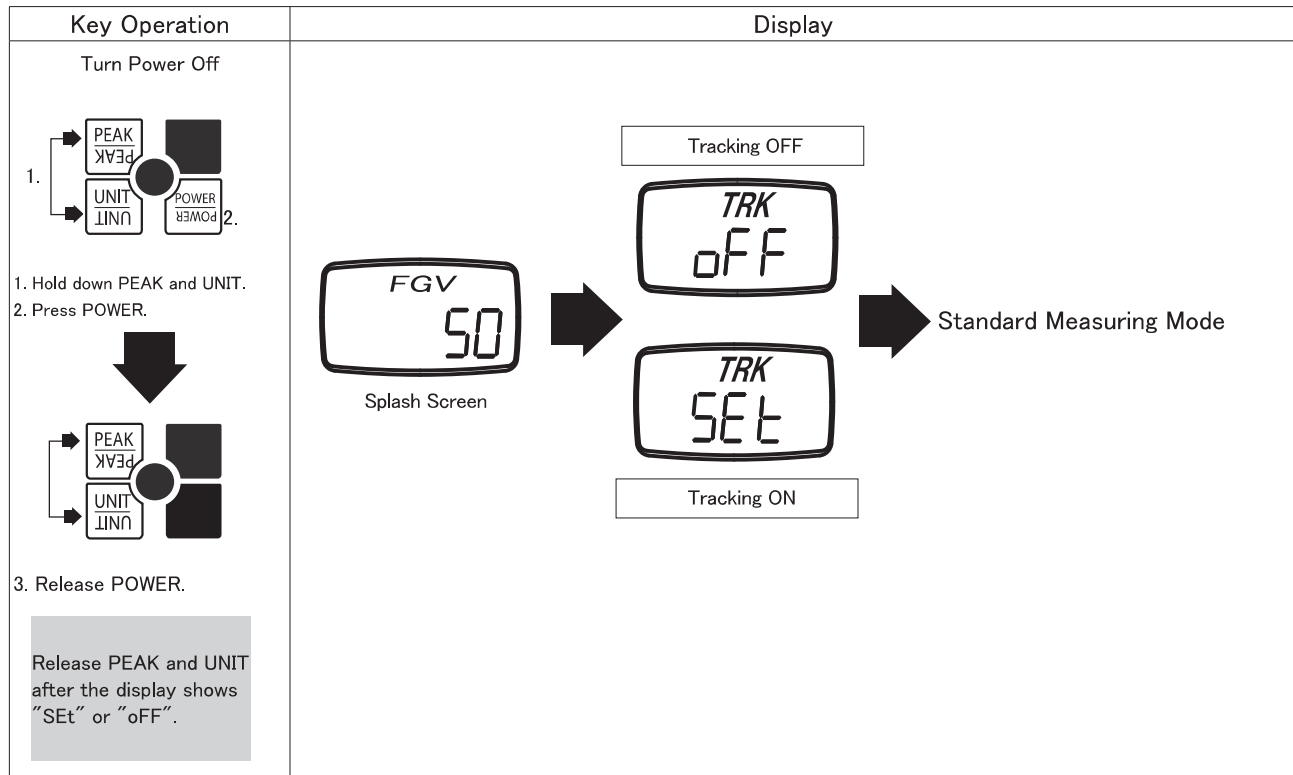 Key Operation
Display
Turn Power Off
PEAK
PEAK
1.
UNIT
UNIT
POWER
POWER
2.
1. Hold down PEAK and UNIT.
2. Press POWER.
PEAK
PEAK
UNIT
UNIT
3. Release POWER.
Release PEAK and UNIT
after the display shows
"SEt" or "oFF".
FGV
50
Splash Screen
Tracking OFF
TRK
oFF
TRK
SEt
Tracking ON
Standard Measuring Mode